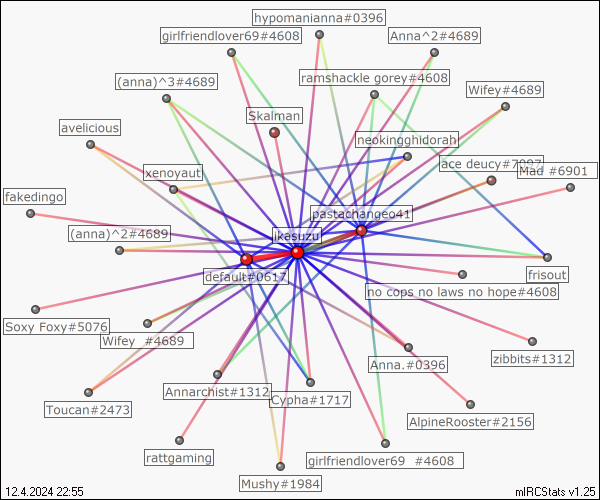 hypomanianna#0396
girlfriendlover69#4608
Anna^2#4689
(anna)^3#4689
ramshackle gorey#4608
Wifey#4689
Skalman
avelicious
neokingghidorah
xenoyaut
ace deucy#7097
Mad #6901
fakedingo
pastachangeo41
(anna)^2#4689
ikesuzu
default#0617
frisout
no cops no laws no hope#4608
Soxy Foxy#5076
Wifey #4689
zibbits#1312
Anna.#0396
Annarchist#1312
Cypha#1717
Toucan#2473
AlpineRooster#2156
rattgaming
girlfriendlover69 #4608
Mushy#1984
12.4.2024 22:55
mIRCStats v1.25